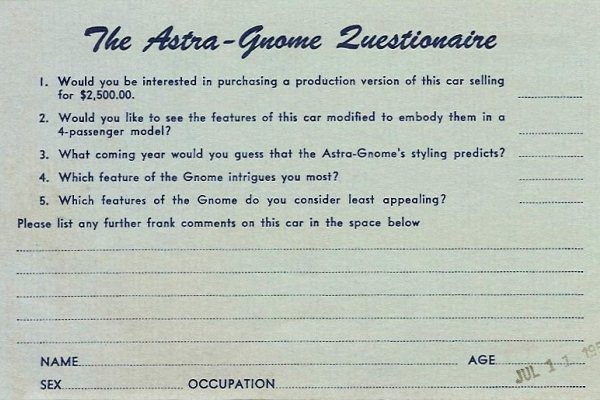 The Astra-Gnome Questionaire
1. Would you be interested in purchasing a production version of this car selling
for $2,500.00.
2. Would you like to see the features of this car modified to embody them in a
4-passenger model?
3. What coming year would you guess that the Astra-Gnome's styling predicts?
4. Which feature of the Gnome intrigues you most?
5. Which features of the Gnome do you consider least appealing?
Please list any further frank comments on this car in the space below
NAME AGE
JUL 1 1
SEX OCCUPATION